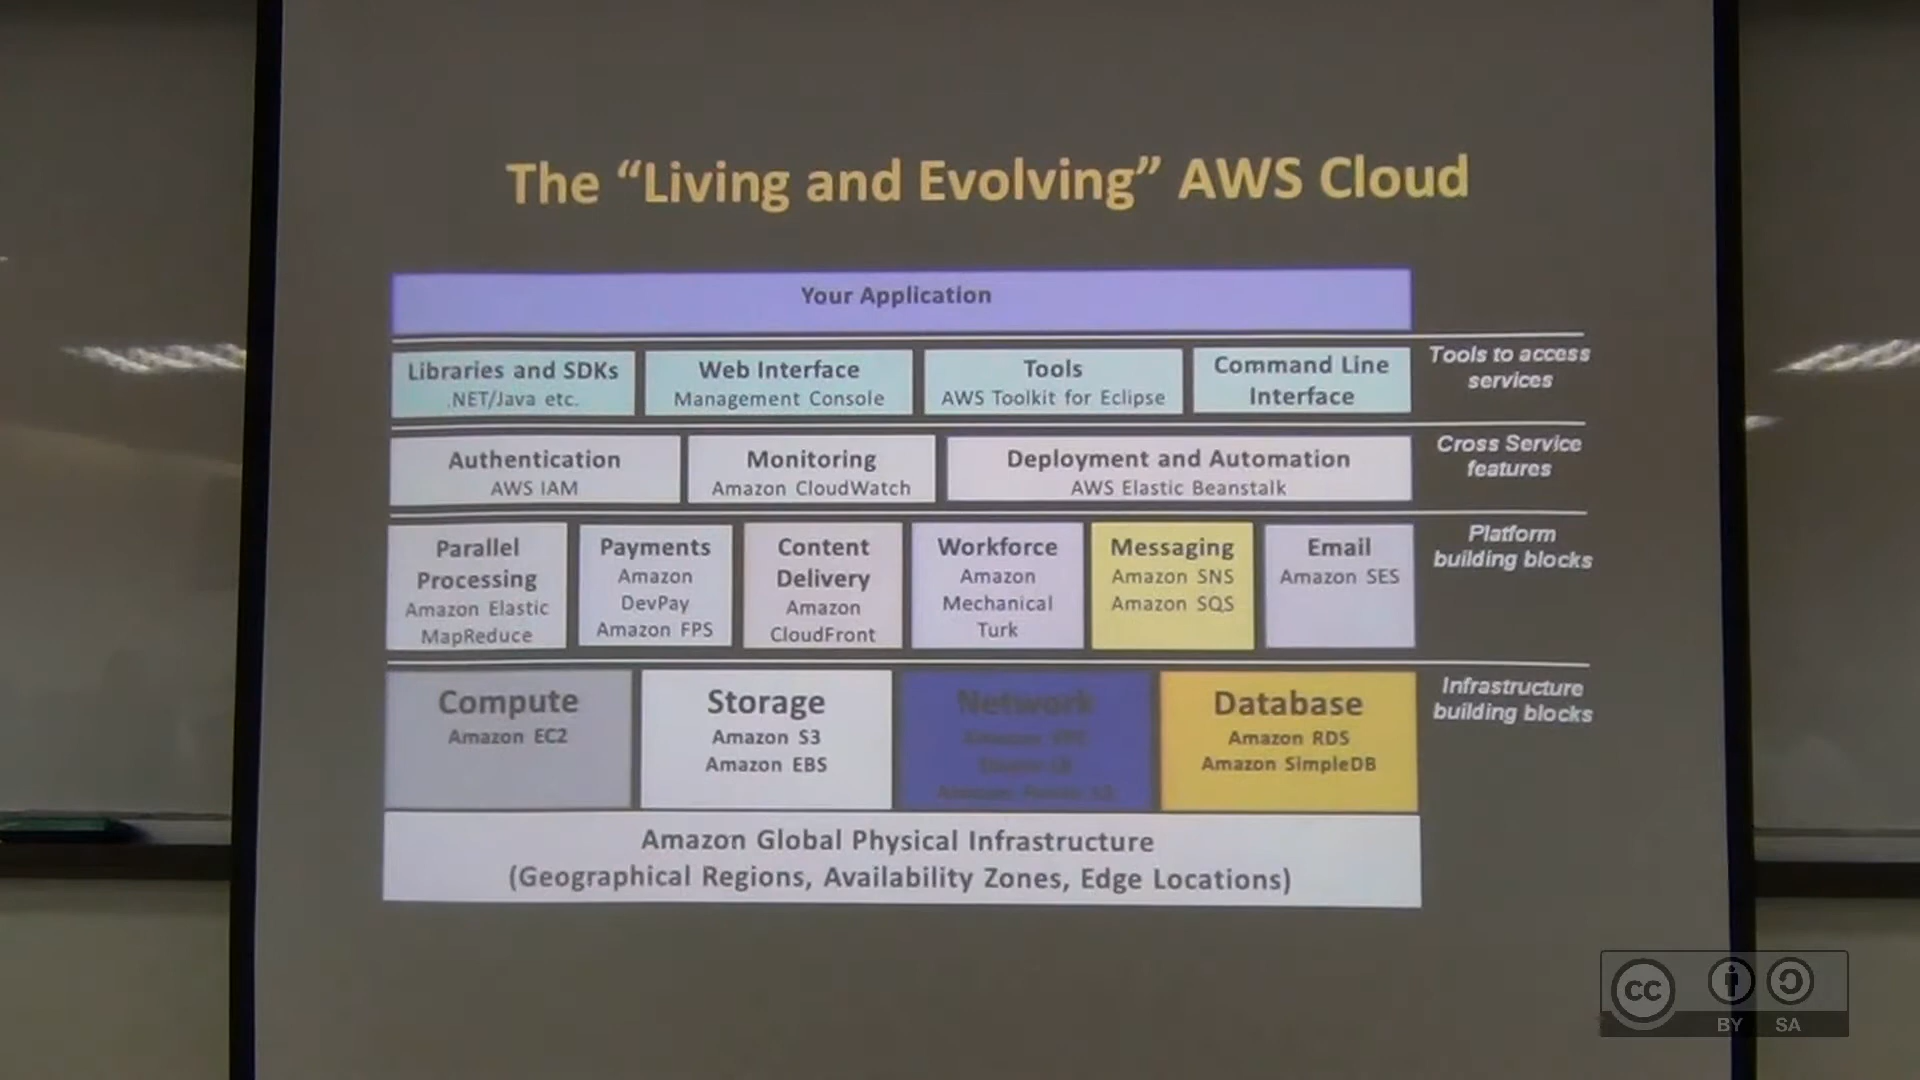 The “Living and Evolving” AWS Cloud
Your Application
Libraries and SDKs
.NET/Java etc.
Web Interface
Management Console
Tools
AWS Toolkit for Eclipse
Command Line
Interface
Tools to access
services
Authentication
AWS IAM
Monitoring
Amazon CloudWatch
Deployment and Automation
AWS Elastic Beanstalk
Cross Service
features
Parallel
Processing
Amazon Elastic
MapReduce
Payments
Amazon
DevPay
Amazon FPS
Content
Delivery
Amazon
CloudFront
Workforce
Amazon
Mechanical
Turk
Messaging
Amazon SNS
Amazon SQS
Email
Amazon SES
Platform
building blocks
Compute
Amazon EC2
Storage
Amazon S3
Amazon EBS
Network
Database
Amazon RDS
Amazon SimpleDB
Infrastructure
building blocks
Amazon Global Physical Infrastructure
(Geographical Regions, Availability Zones, Edge Locations)
cc
BY SA